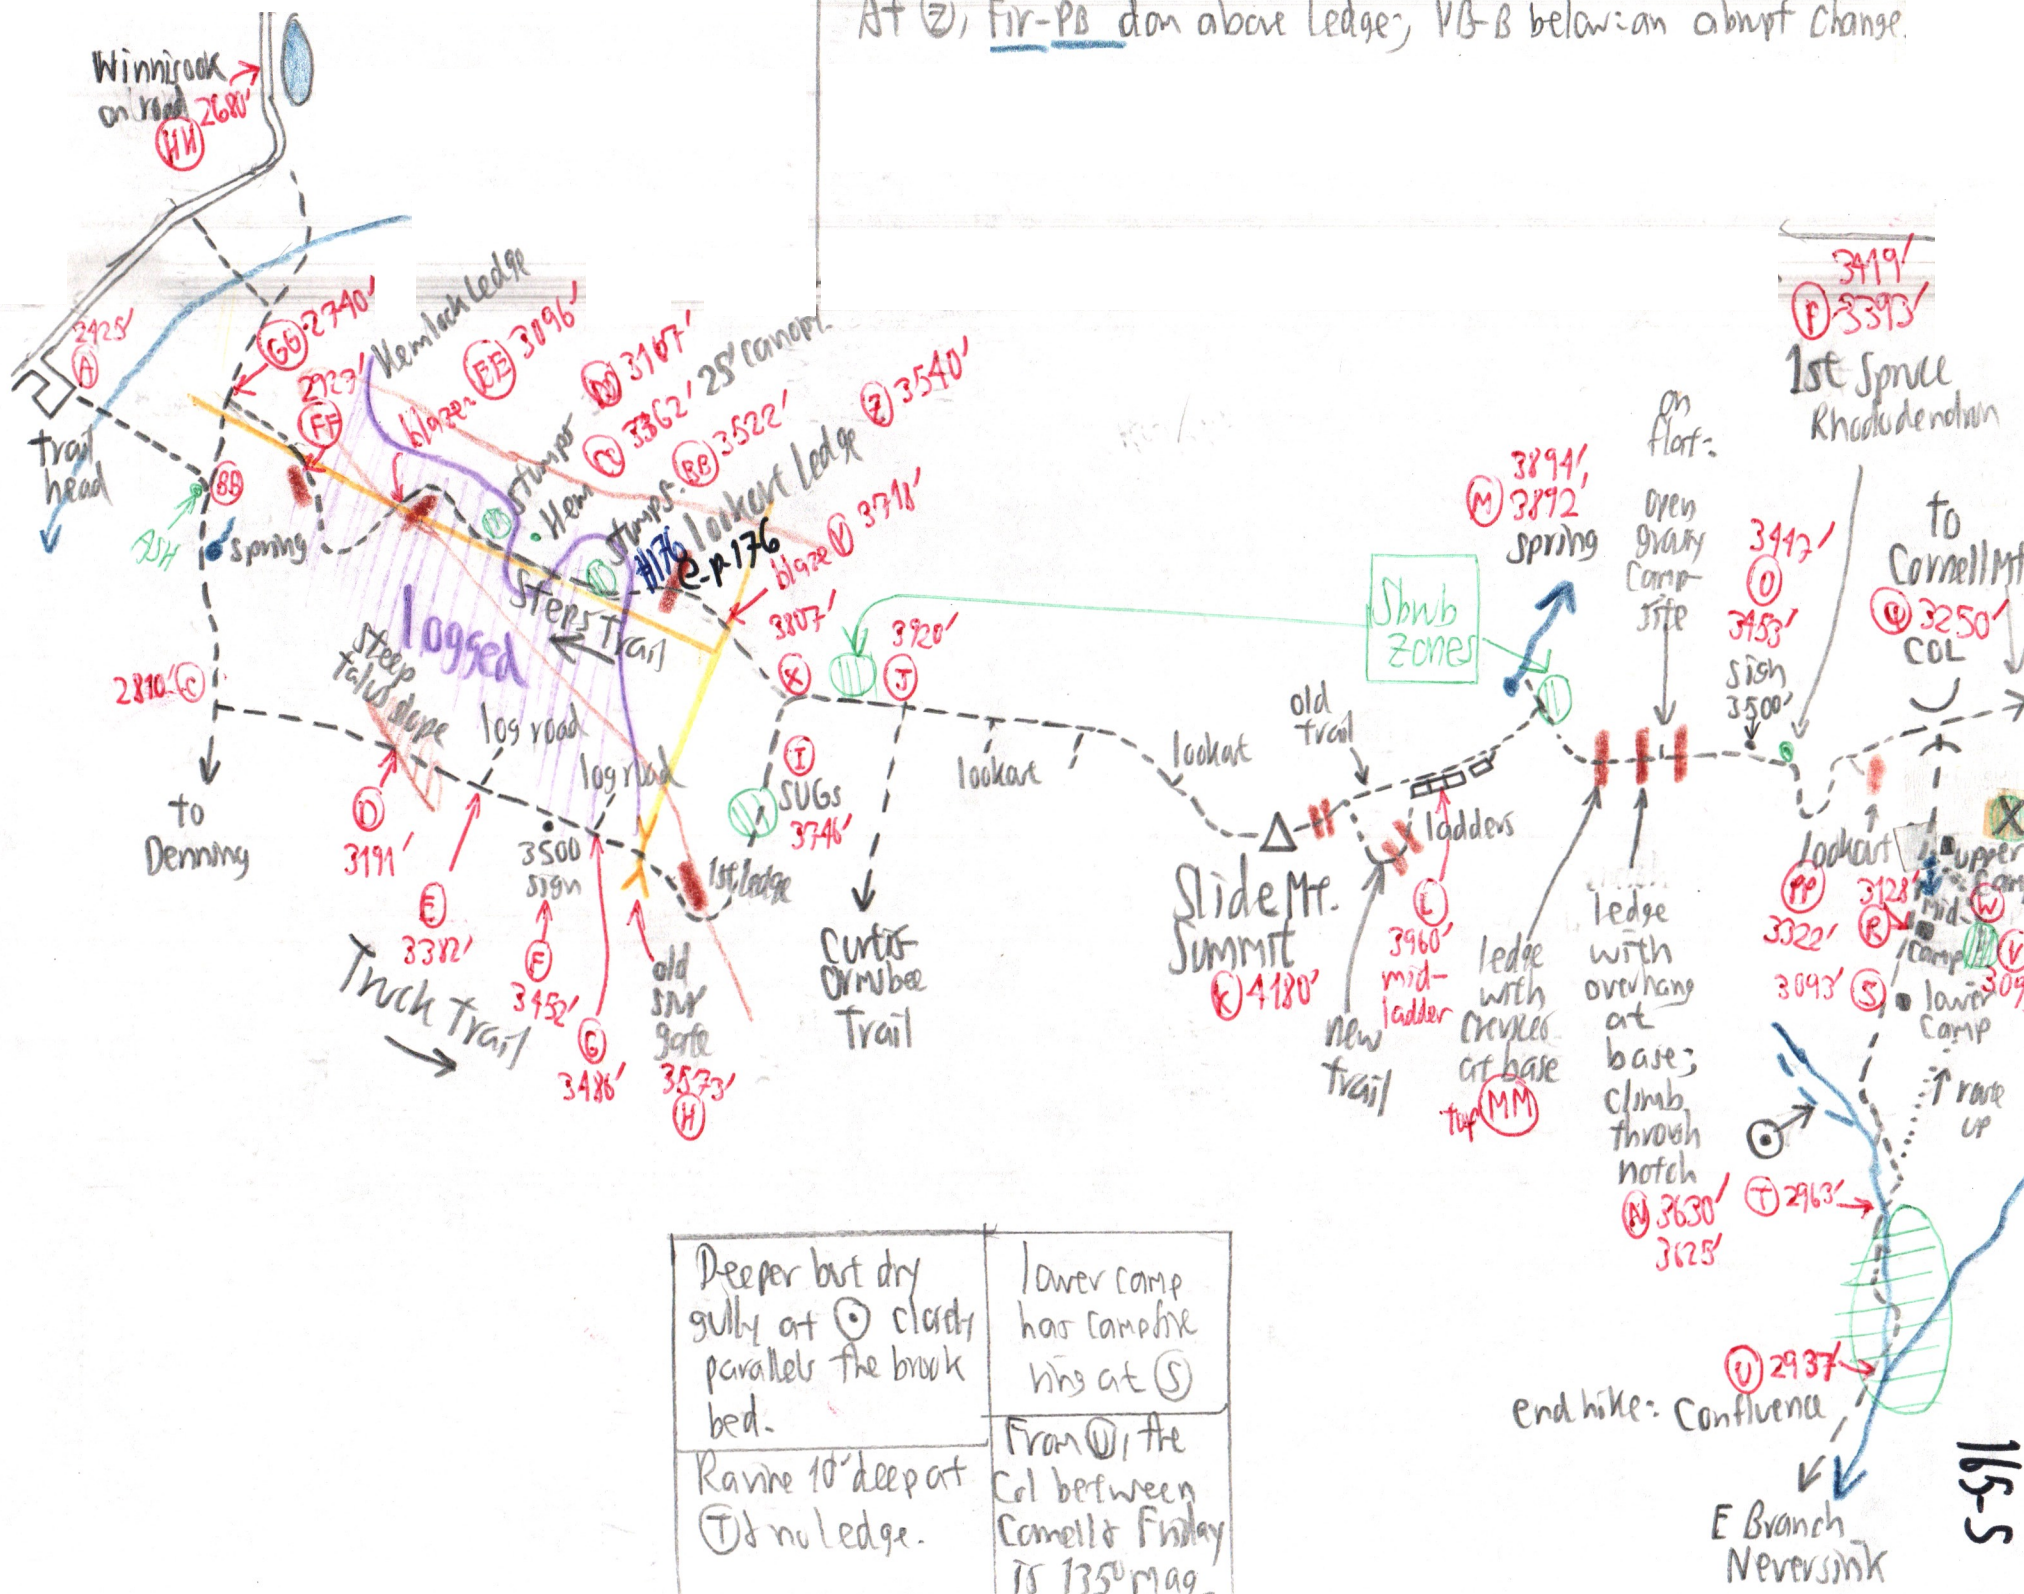 At Ⓩ, Fir-PB dom above ledge; YB-B below: an abrupt change.
Winnisook
on road 2680'
HH
3425'
A
trail
head
GG 2740'
Hemlock Ledge
2923'
FF
blaze EE 3096'
stumps DD 3167'
Hem CC 3362' 25' canopy
stumps BB 3522'
lookout ledge Z 3540'
#176
e-p.176
blaze V 3718'
BB
ASH
spring
Steps Trail
logged
steep
talus slope
2810' C
to
Denning
log road
log road
D
3191'
E
3382'
3500
sign
F
3452'
G
3486'
Truck Trail
old
snr
gate
3573'
H
1st ledge
I
SUGs
3746'
3807'
X
3920'
J
Curtis-
Ormsbee
Trail
lookout
lookout
Slide Mt.
Summit
K 4180'
old
trail
new
trail
ladders
L
3960'
mid-
ladder
Sbwb
zones
3894'
M 3892'
spring
ledge
with
crevices
at base
top MM
ledge
with
overhang
at
base;
climb
through
notch
N 3630'
3625'
on
flat:
open
grassy
camp-
site
3447'
O
3453'
sign
3500'
3419'
P 3393'
1st Spruce
Rhododendron
to
Cornell Mt
Q 3250'
COL
lookout
PP
3322'
upper
camp
3128'
R
mid-
camp
W
V
309
3093' S
lower
camp
route
up
T 2963'
U 2937'
end hike: Confluence
E Branch
Neversink
165-S
Deeper but dry
gully at ⊙ closely
parallels the brook
bed.
Ravine 10' deep at
Ⓣ & no ledge.
lower camp
has campfire
ring at Ⓢ
From Ⓤ, the
Col between
Cornell & Friday
is 135° mag.